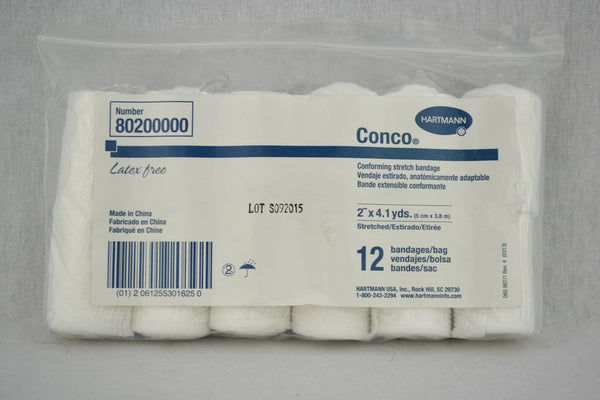 Number
80200000
Latex free
Made in China
Fabricado en China
Fabriqué en Chine
(01) 2 061255301625 0
LOT S092015
2
HARTMANN
Conco®
Conforming stretch bandage
Vendaje estirado, anatómicamente adaptable
Bande extensible conformante
2" x 4.1 yds. (5 cm x 3.8 m)
Stretched/Estirado/Etirée
12 bandages/bag
vendajes/bolsa
bandes/sac
HARTMANN USA, Inc., Rock Hill, SC 29730
1-800-243-2294 www.hartmanninfo.com